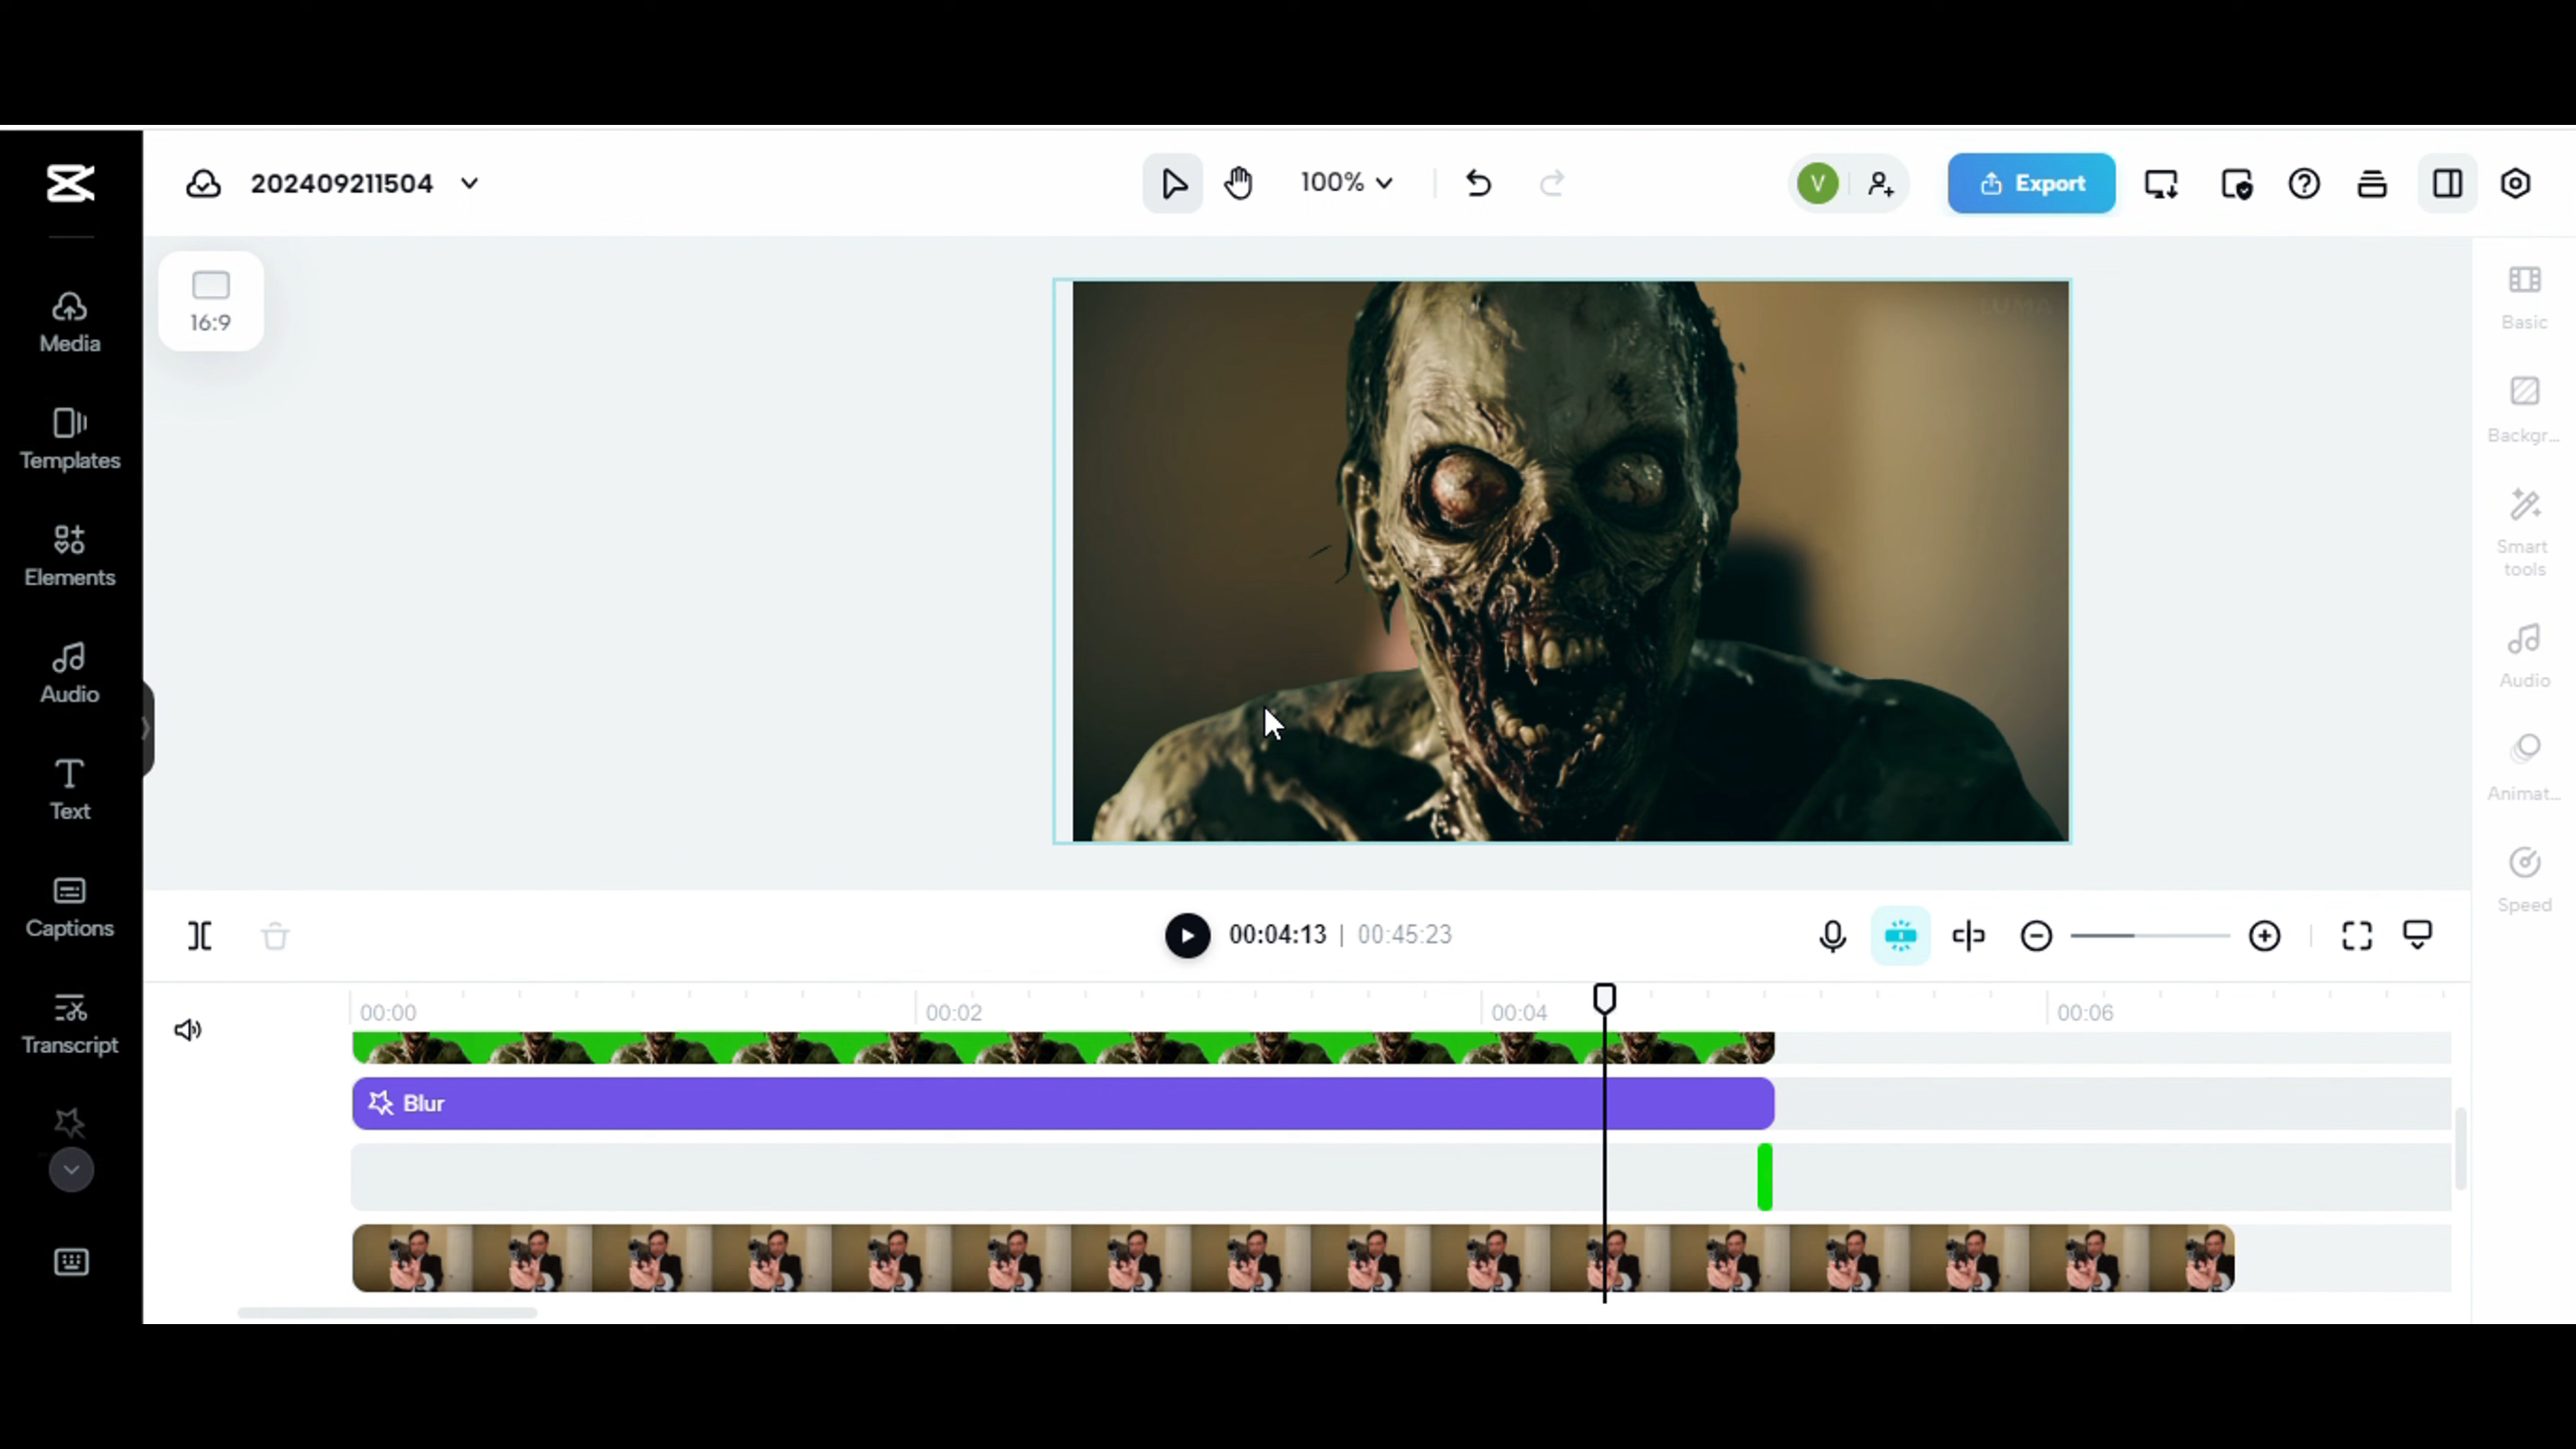 202409211504
100%
V
Export
16:9
LUMA
Media
Templates
Elements
Audio
Text
Captions
Transcript
Basic
Backgr...
Smart
tools
Audio
Animat...
Speed
00:04:13 | 00:45:23
00:00
00:02
00:04
00:06
Blur